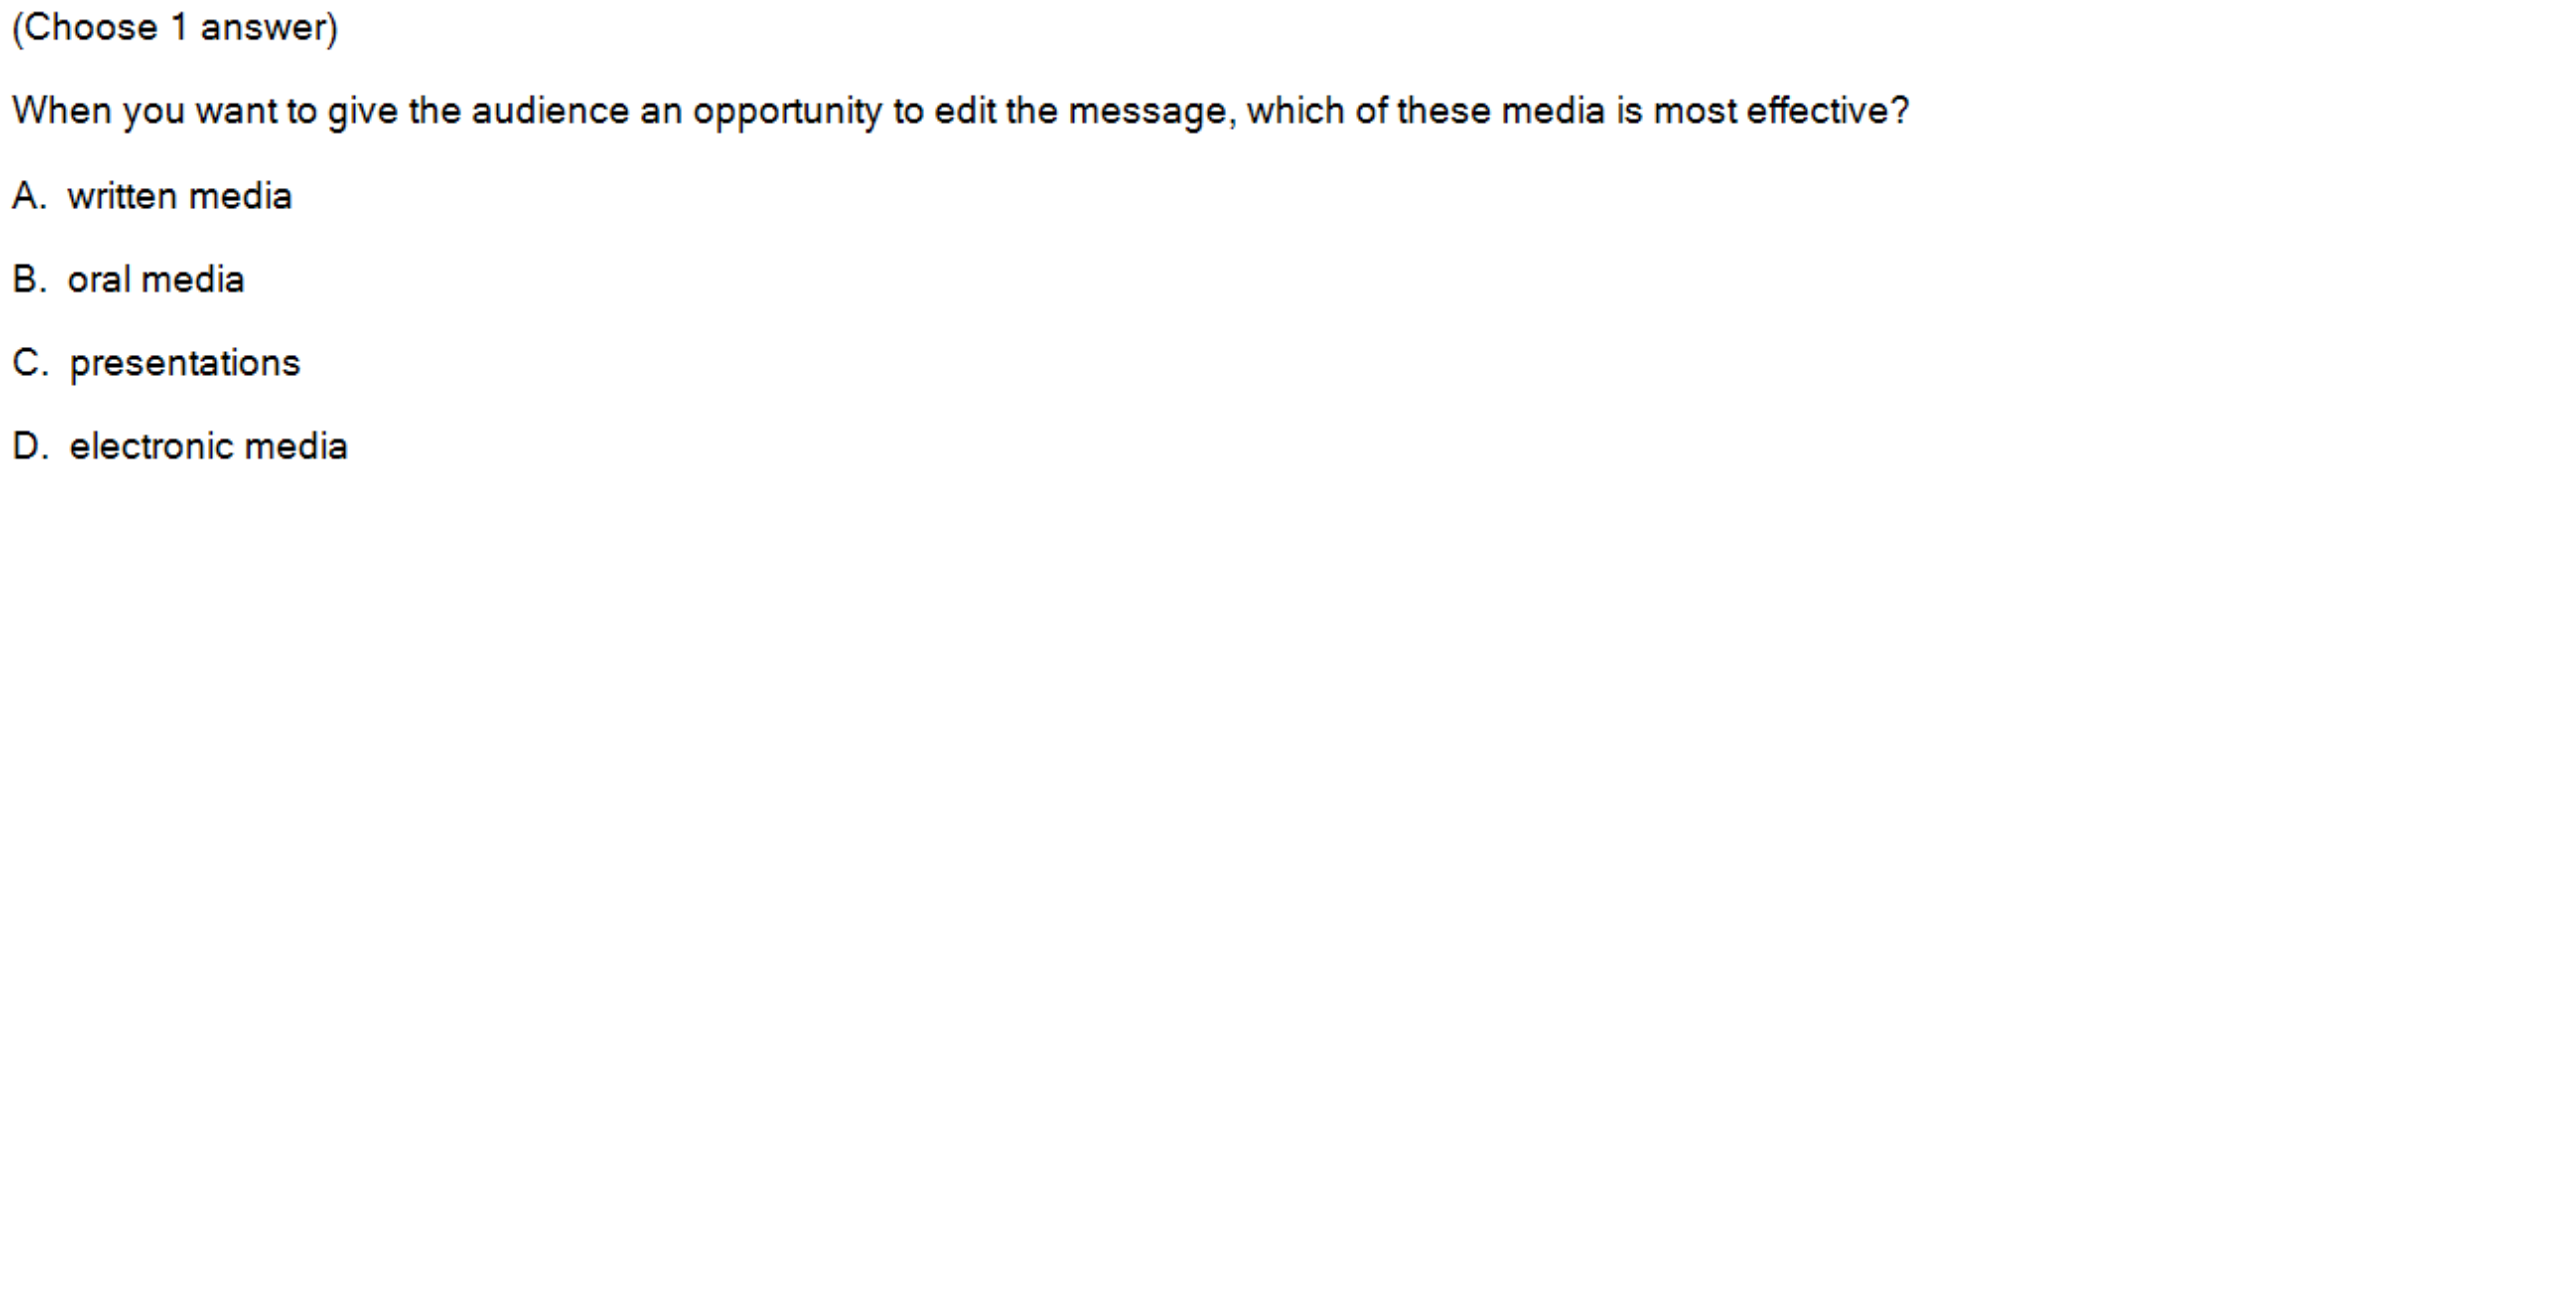 (Choose 1 answer)
When you want to give the audience an opportunity to edit the message, which of these media is most effective?
A. written media
B. oral media
C. presentations
D. electronic media